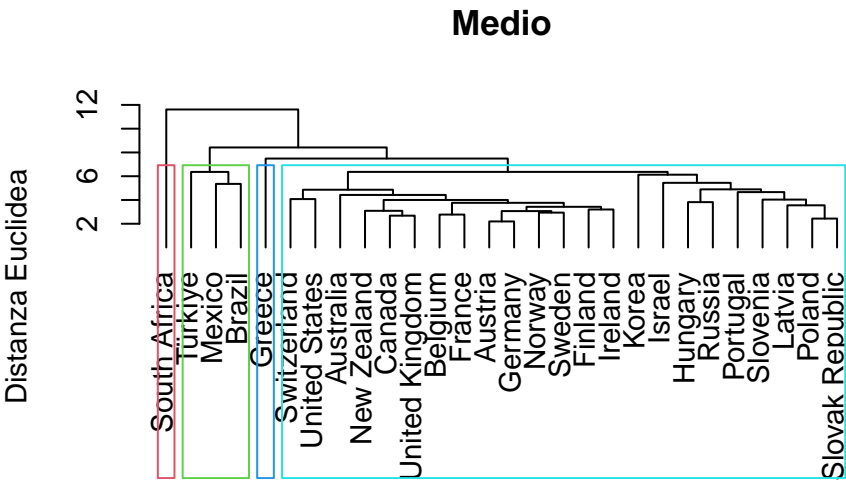 Medio
Distanza Euclidea
12
6
2
South Africa
Türkiye
Mexico
Brazil
Greece
Switzerland
United States
Australia
New Zealand
Canada
United Kingdom
Belgium
France
Austria
Germany
Norway
Sweden
Finland
Ireland
Korea
Israel
Hungary
Russia
Portugal
Slovenia
Latvia
Poland
Slovak Republic